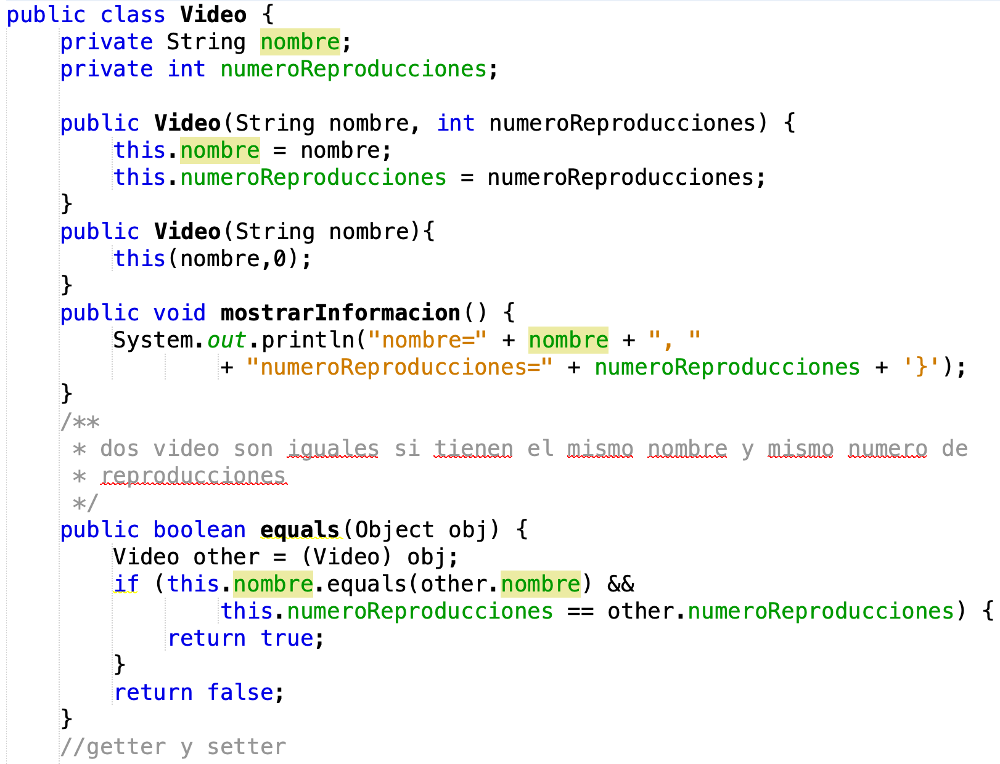 public class Video {
    private String nombre;
    private int numeroReproducciones;

    public Video(String nombre, int numeroReproducciones) {
        this.nombre = nombre;
        this.numeroReproducciones = numeroReproducciones;
    }
    public Video(String nombre){
        this(nombre,0);
    }
    public void mostrarInformacion() {
        System.out.println("nombre=" + nombre + ", "
                + "numeroReproducciones=" + numeroReproducciones + '}');
    }
    /**
     * dos video son iguales si tienen el mismo nombre y mismo numero de
     * reproducciones
     */
    public boolean equals(Object obj) {
        Video other = (Video) obj;
        if (this.nombre.equals(other.nombre) &&
                this.numeroReproducciones == other.numeroReproducciones) {
            return true;
        }
        return false;
    }
    //getter y setter